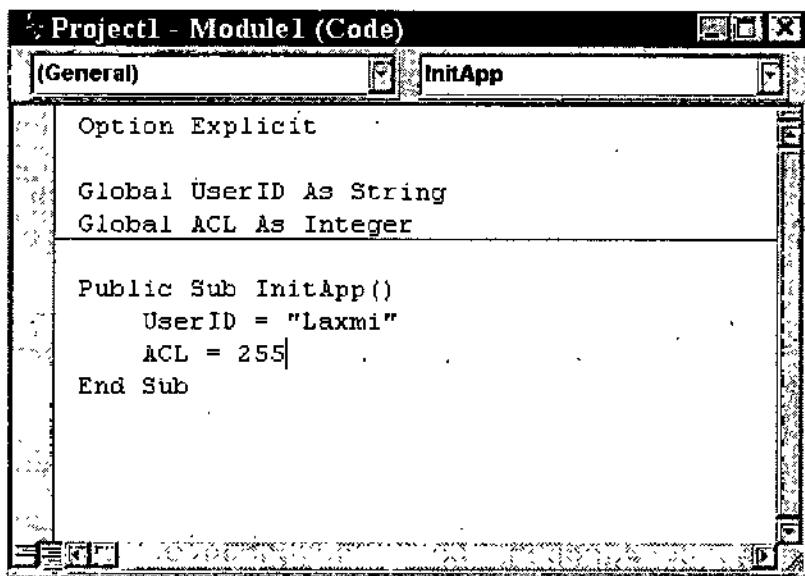 Project1 - Module1 (Code)
(General) InitApp
Option Explicit
Global UserID As String
Global ACL As Integer
Public Sub InitApp()
UserID = "Laxmi"
ACL = 255
End Sub